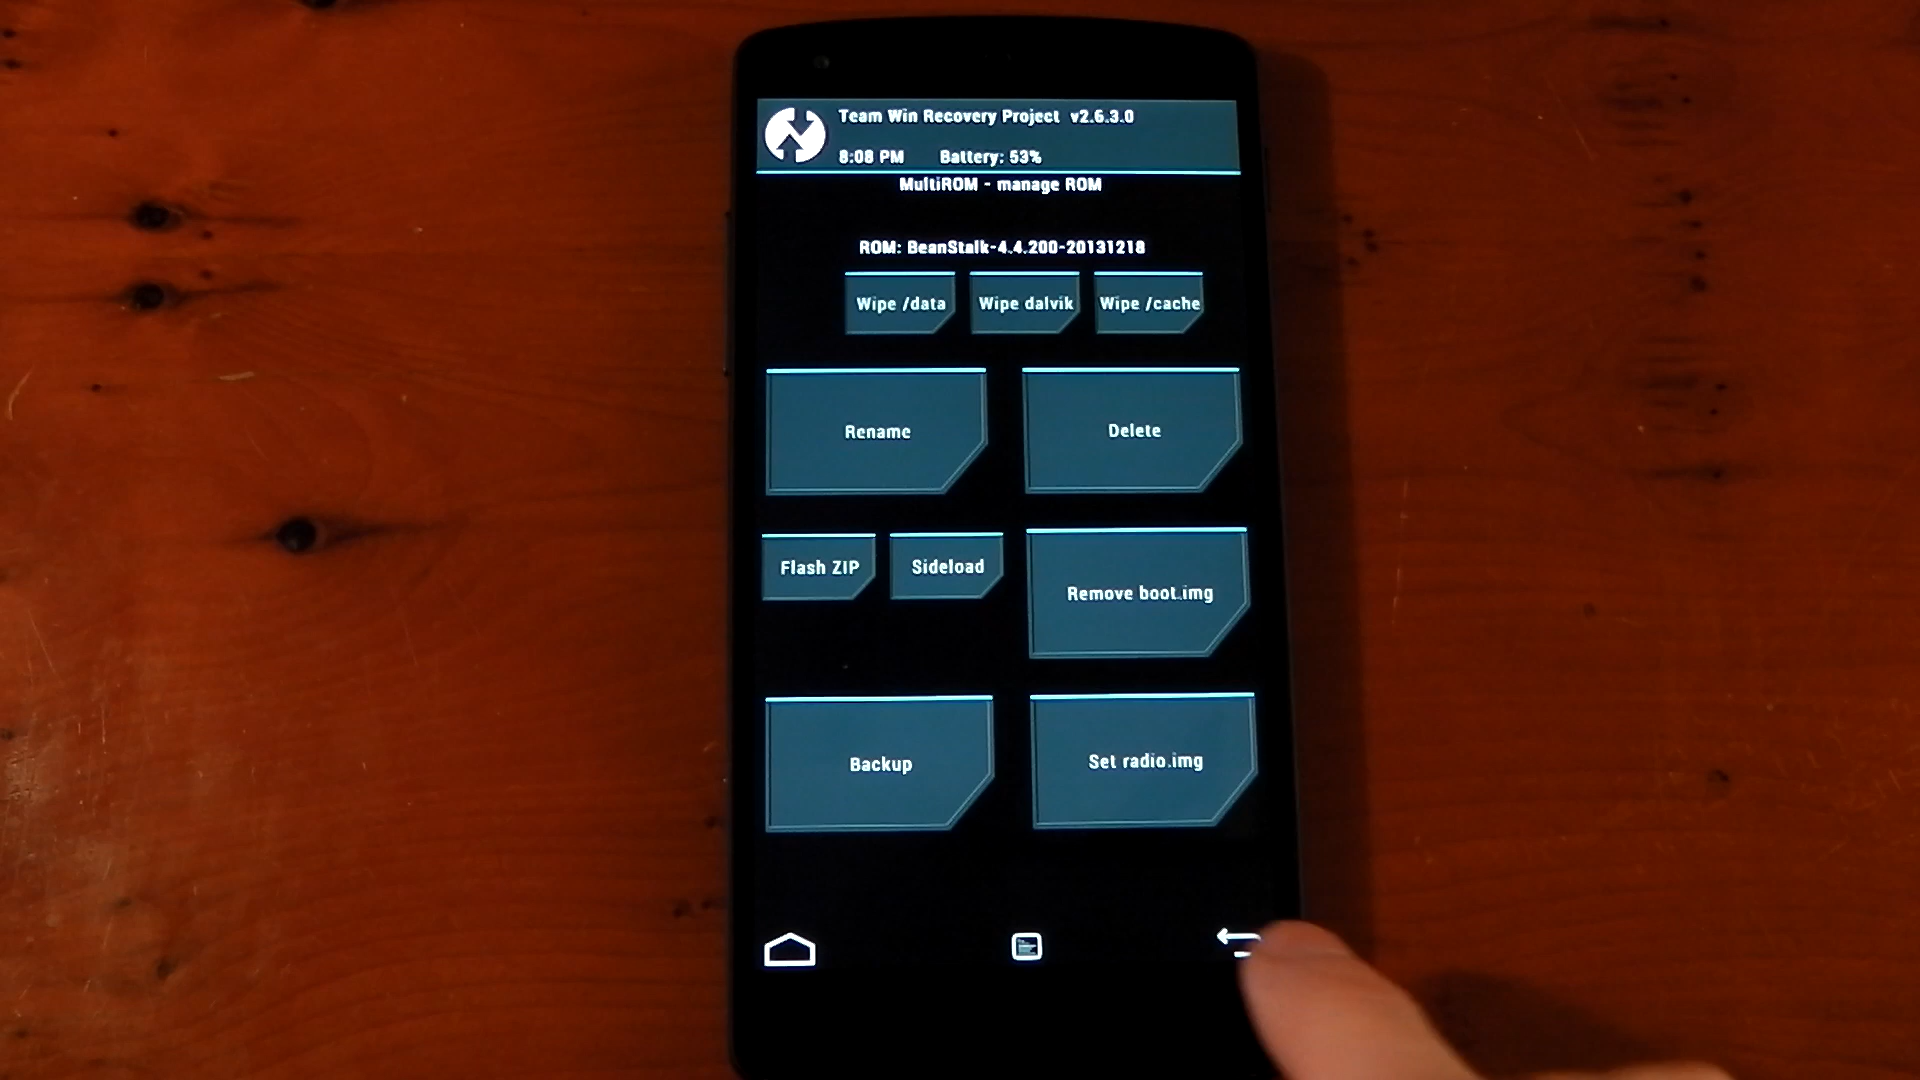 Team Win Recovery Project v2.6.3.0
8:08 PM Battery: 53%
MultiROM - manage ROM
ROM: BeanStalk-4.4.200-20131218
Wipe /data Wipe dalvik Wipe /cache
Rename Delete
Flash ZIP Sideload
Remove boot.img
Backup Set radio.img